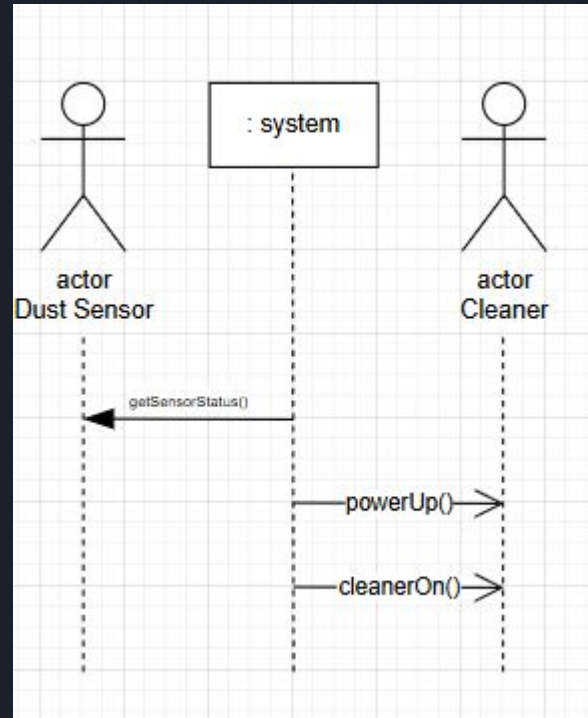 : system
actor
Dust Sensor
actor
Cleaner
getSensorStatus()
powerUp()
cleanerOn()